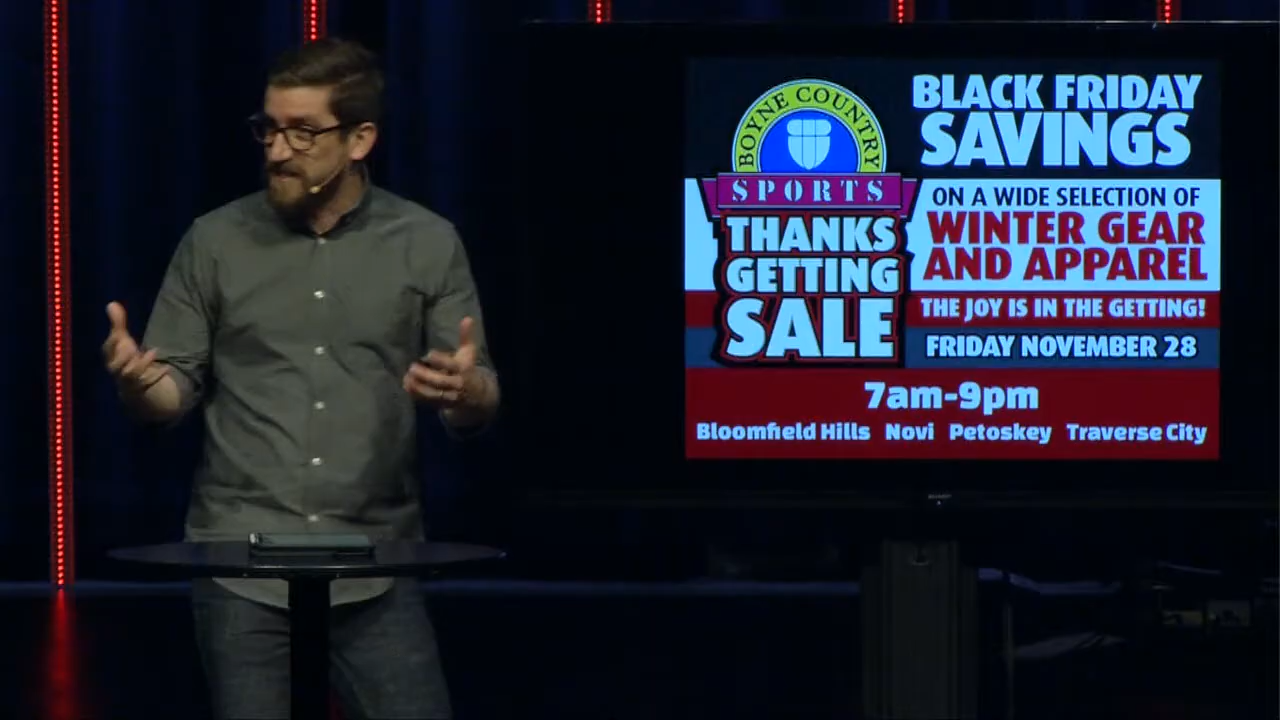 BOYNE COUNTRY
SPORTS
THANKS
GETTING
SALE
BLACK FRIDAY
SAVINGS
ON A WIDE SELECTION OF
WINTER GEAR
AND APPAREL
THE JOY IS IN THE GETTING!
FRIDAY NOVEMBER 28
7am-9pm
Bloomfield Hills Novi Petoskey Traverse City